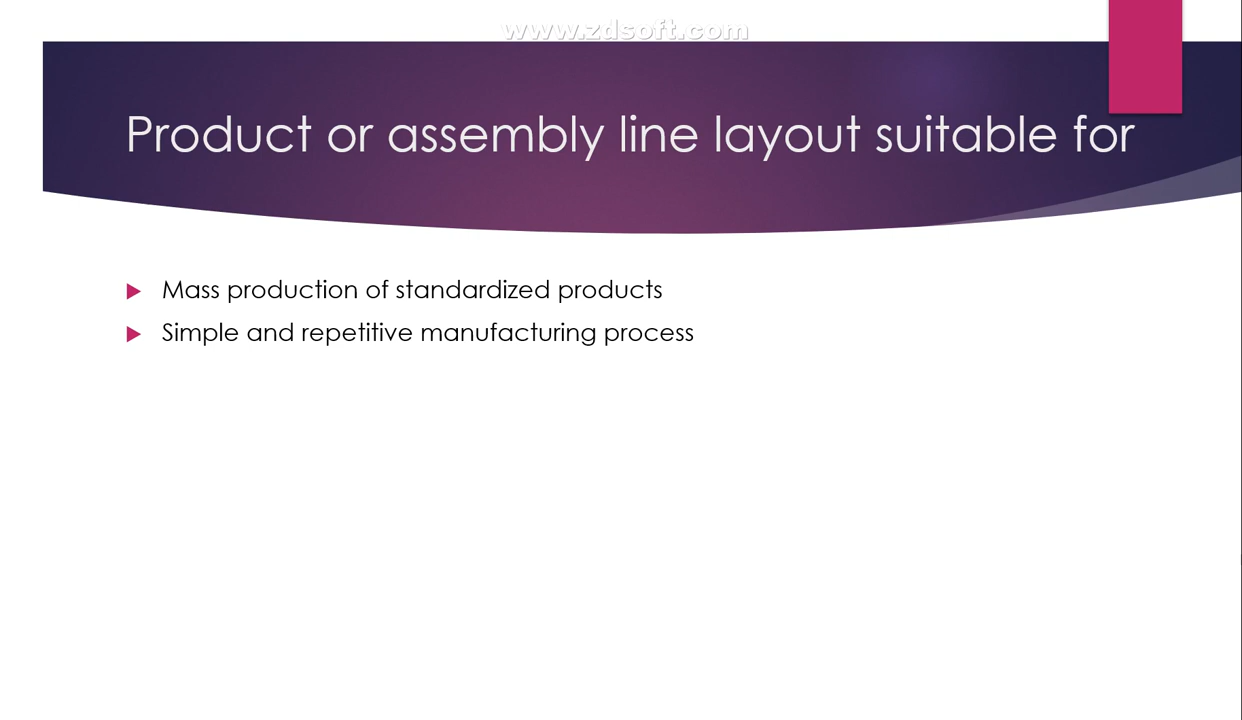 www.zdsoft.com
Product or assembly line layout suitable for
Mass production of standardized products
Simple and repetitive manufacturing process